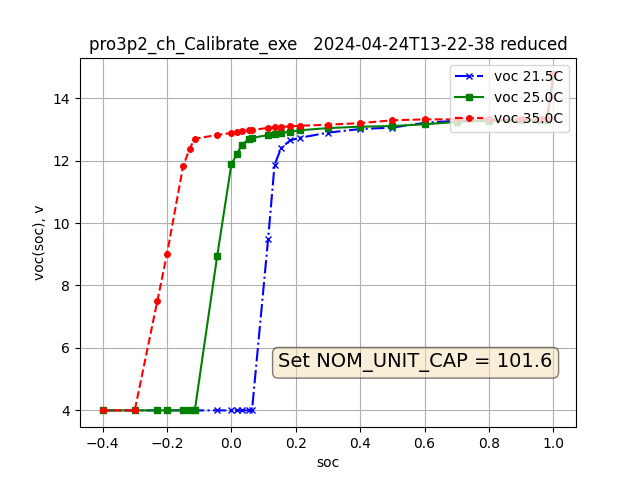 pro3p2_ch_Calibrate_exe   2024-04-24T13-22-38 reduced
voc 21.5C
voc 25.0C
voc 35.0C
voc(soc), v
14
12
10
8
6
4
Set NOM_UNIT_CAP = 101.6
−0.4 −0.2 0.0 0.2 0.4 0.6 0.8 1.0
soc